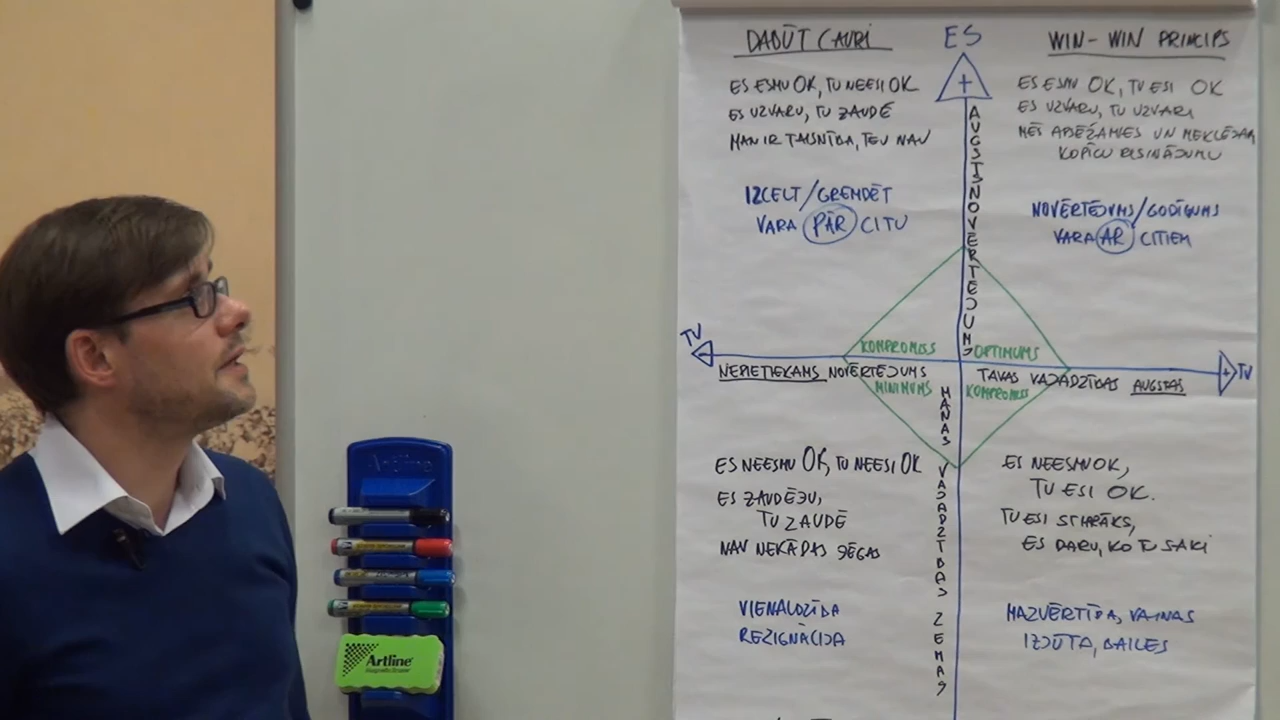 DABŪT CAURI
ES ESMU OK, TU NEESI OK
ES UZVARU, TU ZAUDĒ
MAN IR TAISNĪBA, TEV NAV
IZCELT/GREMDĒT
VARA PĀR CITU
ES
+
AUGSTS NOVĒRTĒJUMS
WIN-WIN PRINCIPS
ES ESMU OK, TU ESI OK
ES UZVARU, TU UZVARI
MĒS APSĒŽAMIES UN MEKLĒJAM
KOPĪGU RISINĀJUMU
NOVĒRTĒJUMS/GODĪGUMS
VARA AR CITIEM
TU
-
NEPIETIEKAMS NOVĒRTĒJUMS
KOMPROMISS
OPTIMUMS
MINIMUMS
KOMPROMISS
TAVAS VAJADZĪBAS AUGSTAS
+
TU
MANAS VAJADZĪBAS ZEMAS
ES NEESMU OK, TU NEESI OK
ES ZAUDĒJU,
TU ZAUDĒ
NAV NEKĀDAS JĒGAS
VIENALDZĪBA
REZIGNĀCIJA
ES NEESMU OK,
TU ESI OK.
TU ESI STIPRĀKS,
ES DARU, KO TU SAKI
MAZVĒRTĪBA, VAINAS
IZJŪTA, BAILES
Artline
Artline